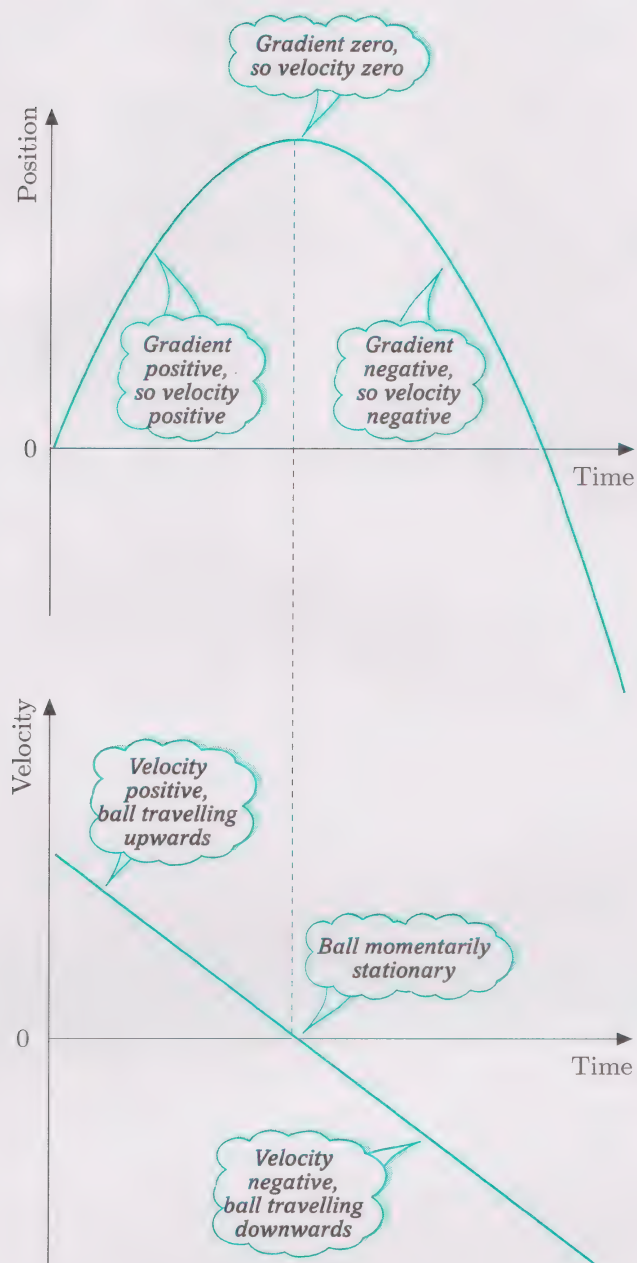 Gradient zero,
so velocity zero
Position
Gradient
positive,
so velocity
positive
Gradient
negative,
so velocity
negative
0
Time
Velocity
Velocity
positive,
ball travelling
upwards
Ball momentarily
stationary
0
Time
Velocity
negative,
ball travelling
downwards